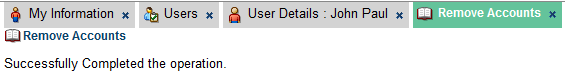 My Information x Users x User Details : John Paul x Remove Accounts x
Remove Accounts
Successfully Completed the operation.